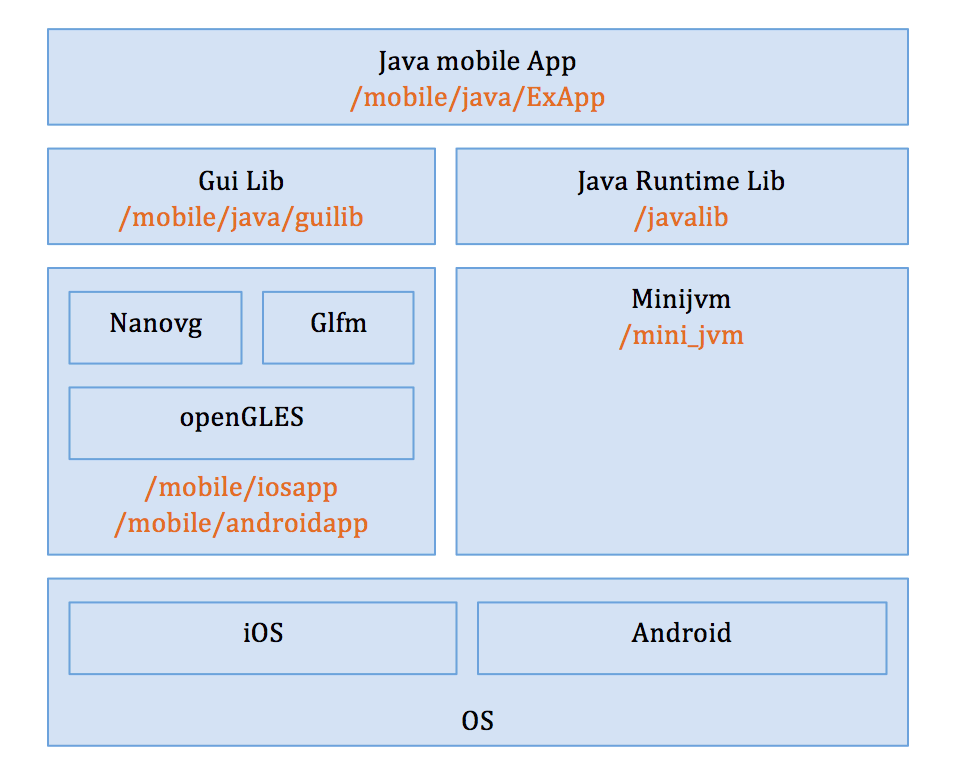 Java mobile App
/mobile/java/ExApp
Gui Lib
/mobile/java/guilib
Java Runtime Lib
/javalib
Nanovg
Glfm
openGLES
/mobile/iosapp
/mobile/androidapp
Minijvm
/mini_jvm
iOS
Android
OS